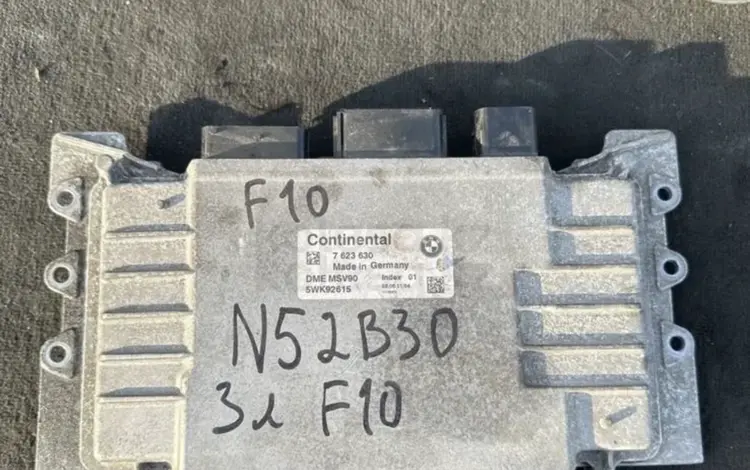 F10
Continental
7 623 630
Made in Germany
DME MSV90 Index 01
5WK92615
N52B30
3л F10